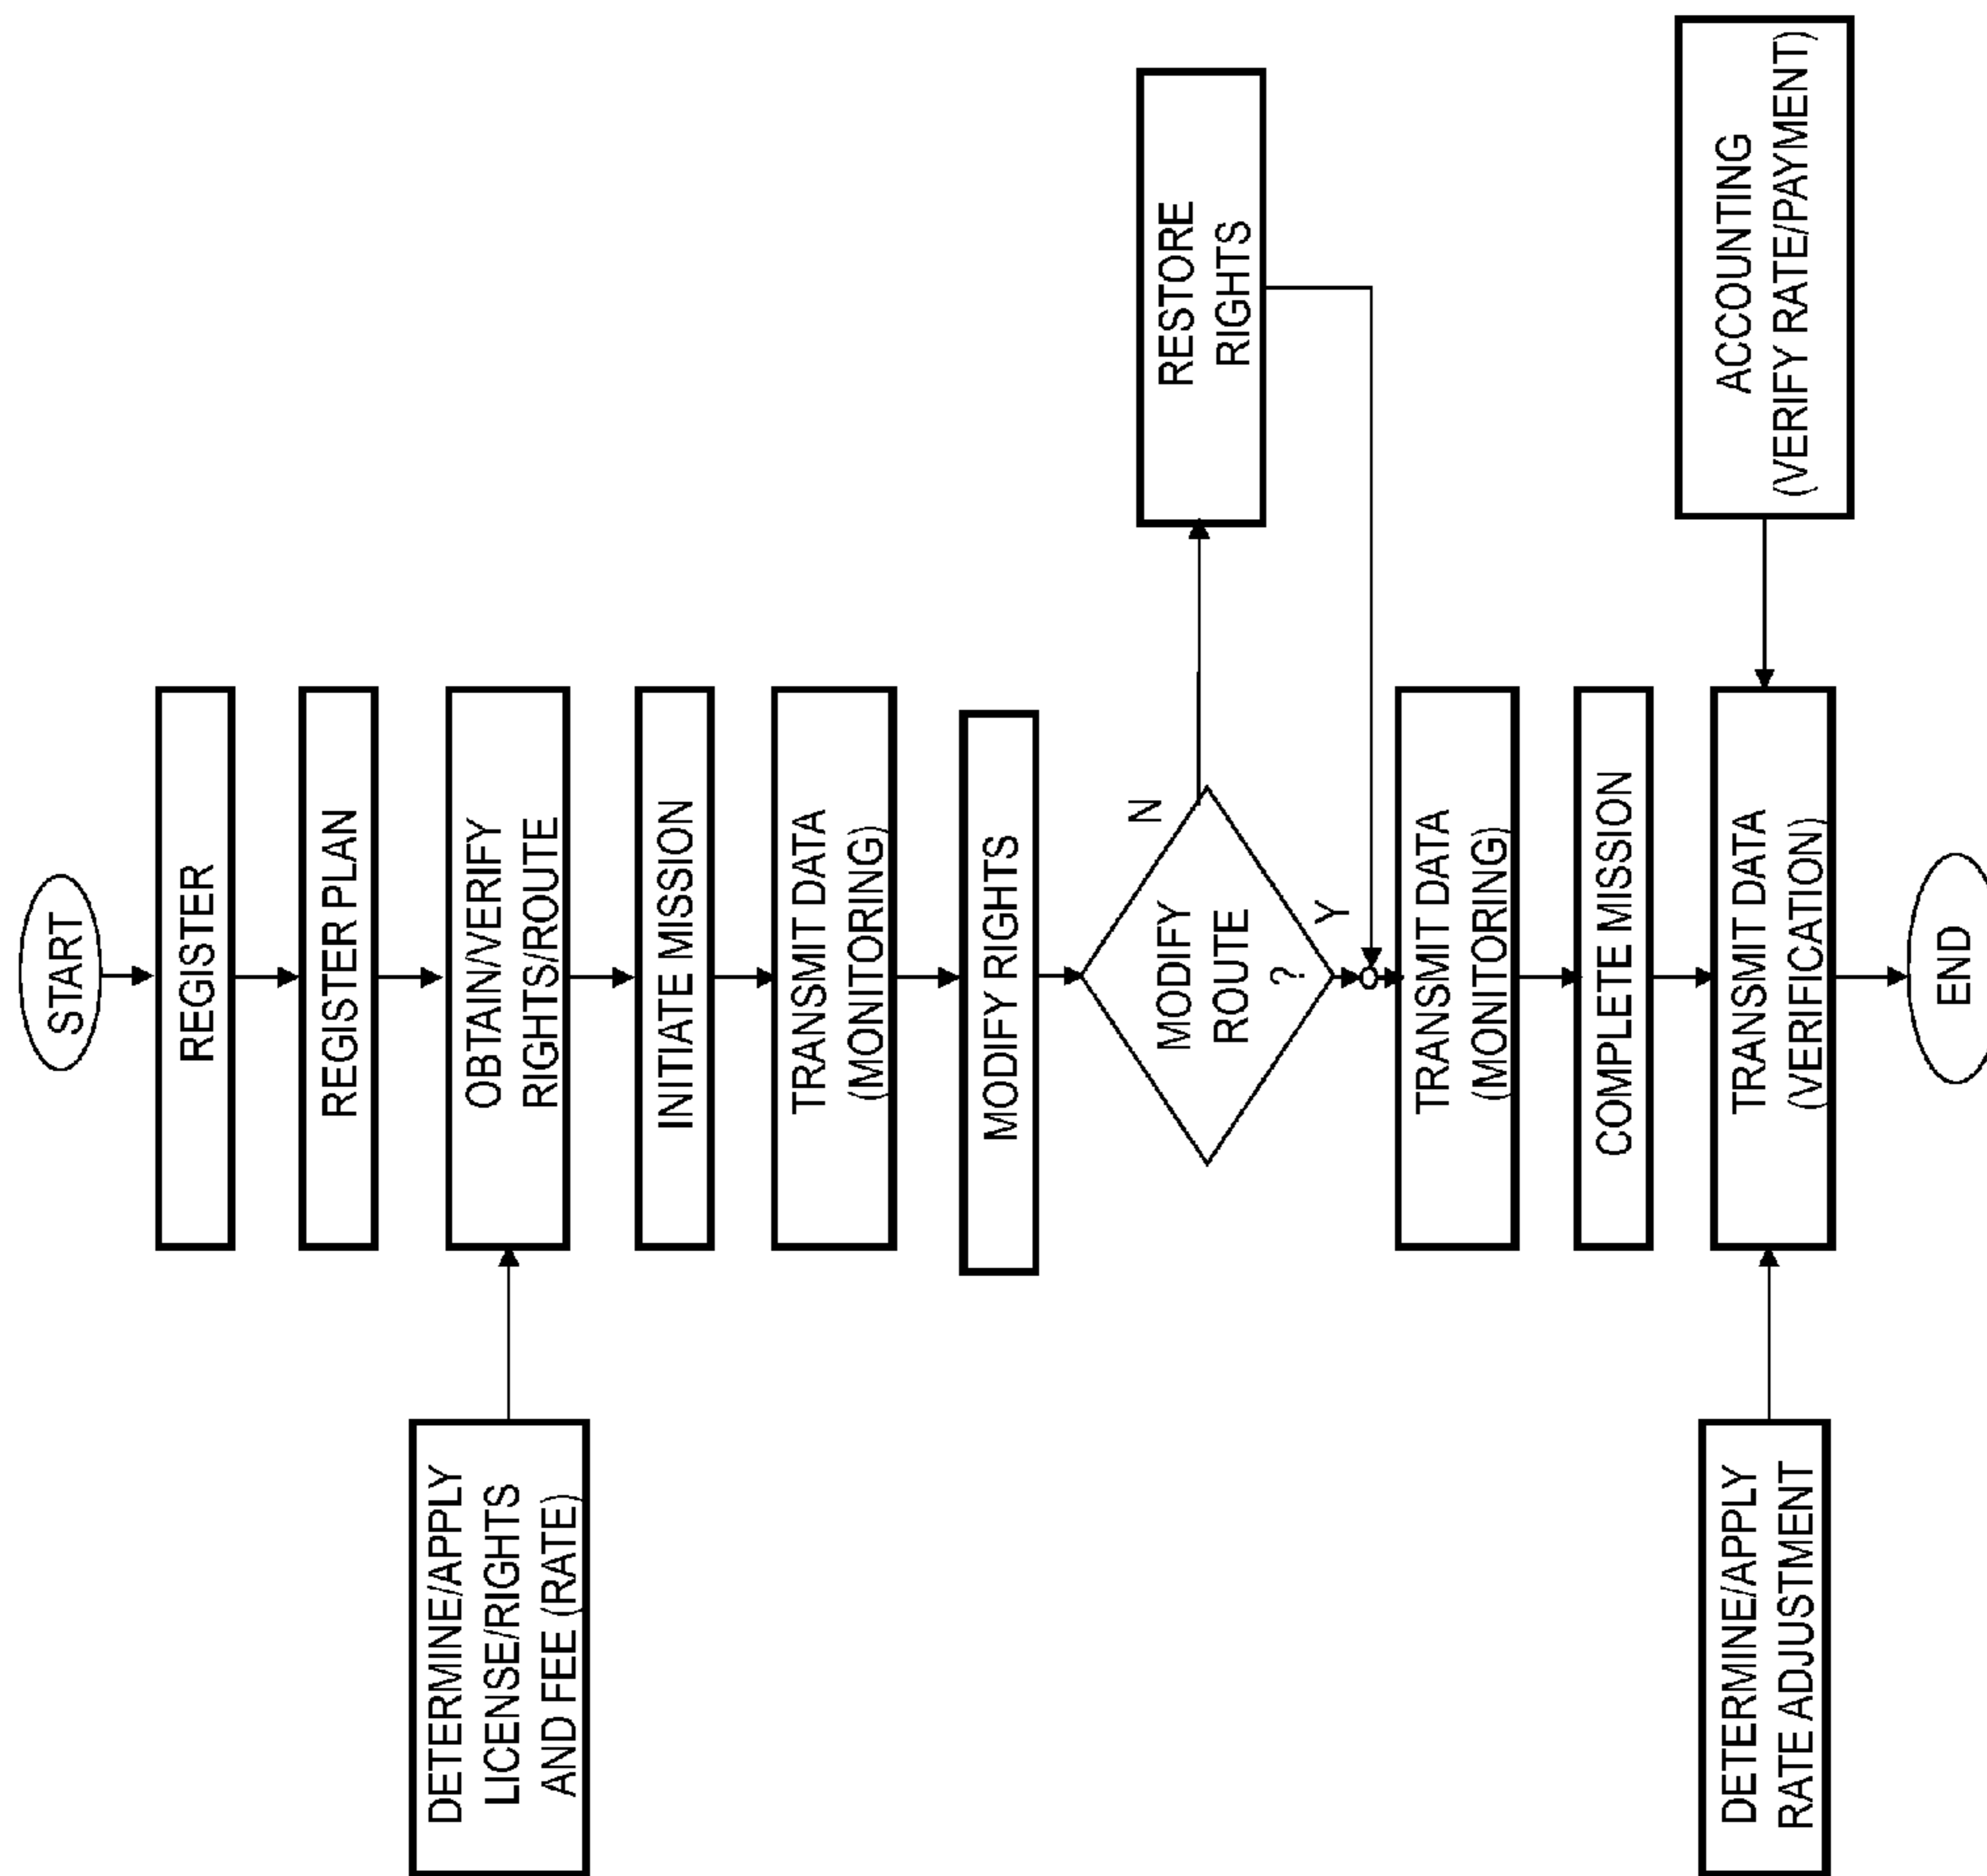 START
REGISTER
REGISTER PLAN
DETERMINE/APPLY
LICENSE/RIGHTS
AND FEE (RATE)
OBTAIN/VERIFY
RIGHTS/ROUTE
INITIATE MISSION
TRANSMIT DATA
(MONITORING)
MODIFY RIGHTS
MODIFY
ROUTE
?
N
Y
RESTORE
RIGHTS
TRANSMIT DATA
(MONITORING)
COMPLETE MISSION
DETERMINE/APPLY
RATE ADJUSTMENT
TRANSMIT DATA
(VERIFICATION)
ACCOUNTING
(VERIFY RATE/PAYMENT)
END